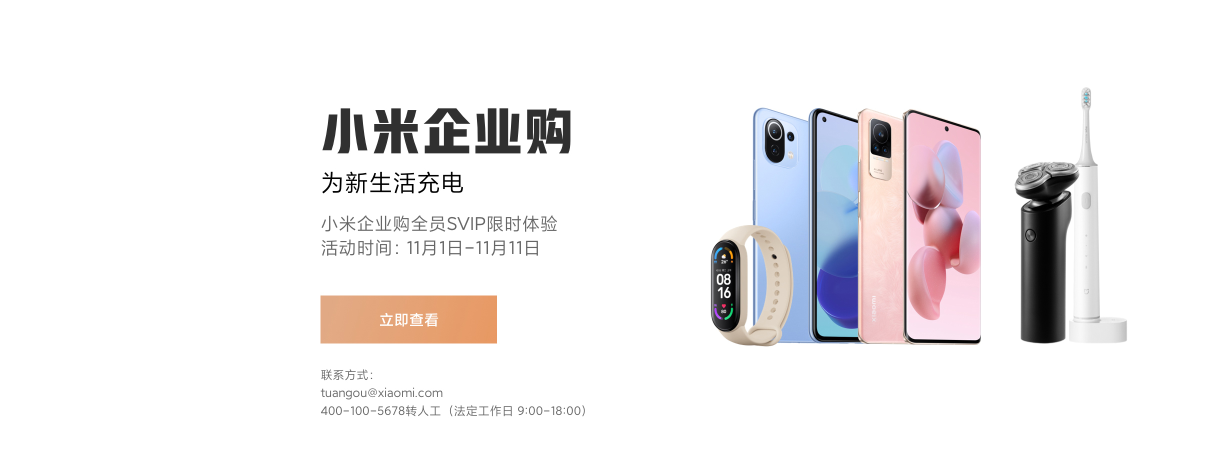 小米企业购
为新生活充电
小米企业购全员SVIP限时体验
活动时间：11月1日-11月11日
立即查看
联系方式：
tuangou@xiaomi.com
400-100-5678转人工（法定工作日 9:00-18:00）
08
16